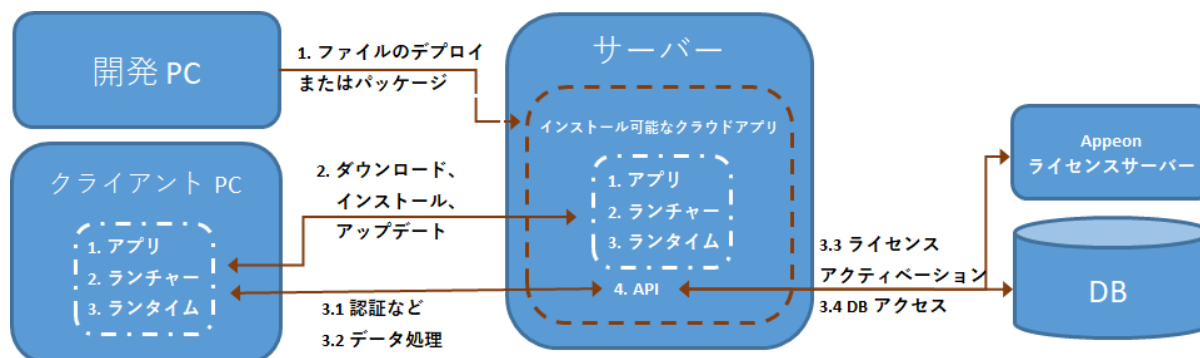 開発 PC
1. ファイルのデプロイ
またはパッケージ
サーバー
インストール可能なクラウドアプリ
1. アプリ
2. ランチャー
3. ランタイム
4. API
クライアント PC
1. アプリ
2. ランチャー
3. ランタイム
2. ダウンロード、
インストール、
アップデート
3.1 認証など
3.2 データ処理
3.3 ライセンス
アクティベーション
3.4 DB アクセス
Appeon
ライセンスサーバー
DB